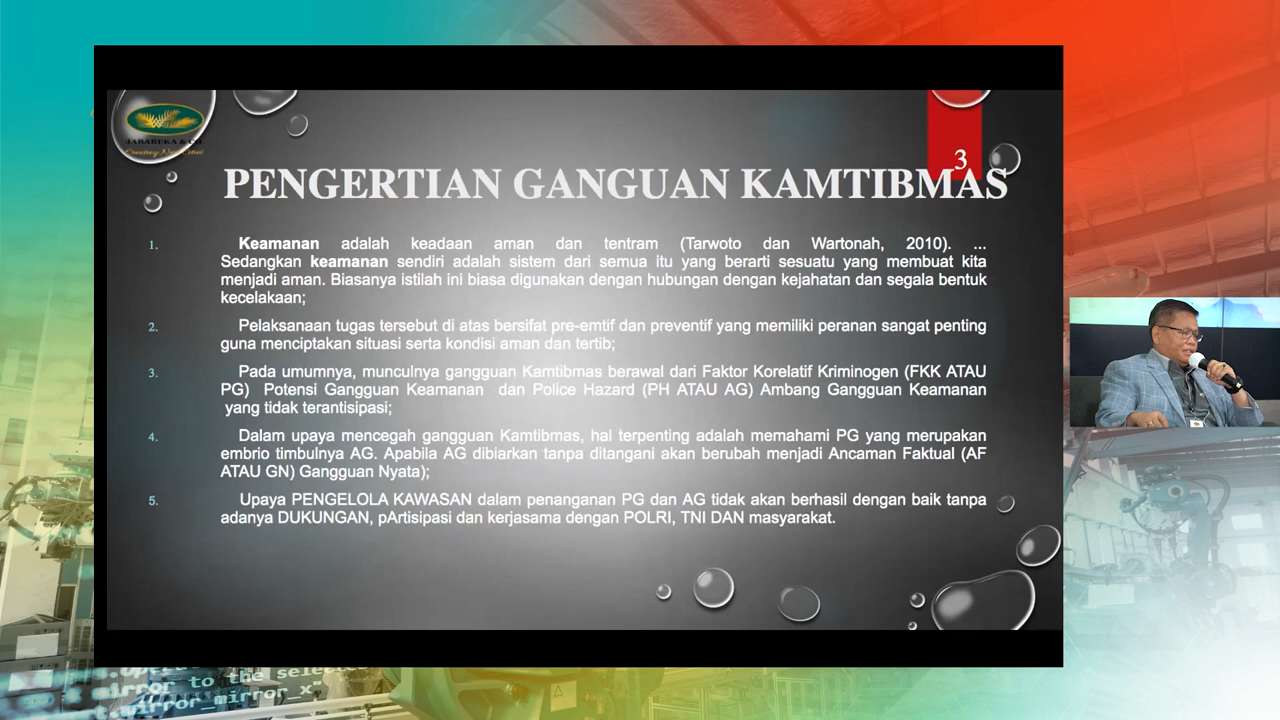 JABABEKA & CO
3
PENGERTIAN GANGUAN KAMTIBMAS
1. Keamanan adalah keadaan aman dan tentram (Tarwoto dan Wartonah, 2010). ...
Sedangkan keamanan sendiri adalah sistem dari semua itu yang berarti sesuatu yang membuat kita
menjadi aman. Biasanya istilah ini biasa digunakan dengan hubungan dengan kejahatan dan segala bentuk
kecelakaan;
2. Pelaksanaan tugas tersebut di atas bersifat pre-emtif dan preventif yang memiliki peranan sangat penting
guna menciptakan situasi serta kondisi aman dan tertib;
3. Pada umumnya, munculnya gangguan Kamtibmas berawal dari Faktor Korelatif Kriminogen (FKK ATAU
PG) Potensi Gangguan Keamanan dan Police Hazard (PH ATAU AG) Ambang Gangguan Keamanan
yang tidak terantisipasi;
4. Dalam upaya mencegah gangguan Kamtibmas, hal terpenting adalah memahami PG yang merupakan
embrio timbulnya AG. Apabila AG dibiarkan tanpa ditangani akan berubah menjadi Ancaman Faktual (AF
ATAU GN) Gangguan Nyata);
5. Upaya PENGELOLA KAWASAN dalam penanganan PG dan AG tidak akan berhasil dengan baik tanpa
adanya DUKUNGAN, pArtisipasi dan kerjasama dengan POLRI, TNI DAN masyarakat.
mirror to the
mirror_mirror_x"